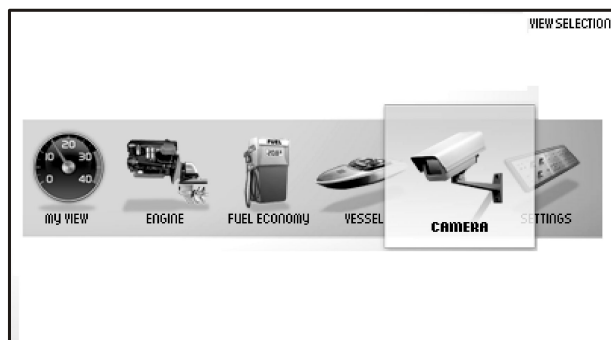 VIEW SELECTION
FUEL
20
10
30
0
40
MY VIEW
ENGINE
FUEL ECONOMY
VESSEL
CAMERA
SETTINGS